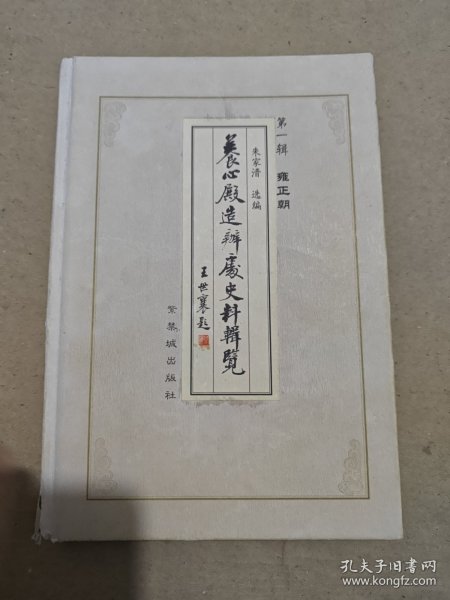 第一辑 雍正朝
朱家溍 选编
養心殿造辦處史料輯覽
王世襄题
紫禁城出版社
孔夫子旧书网
www.kongfz.com